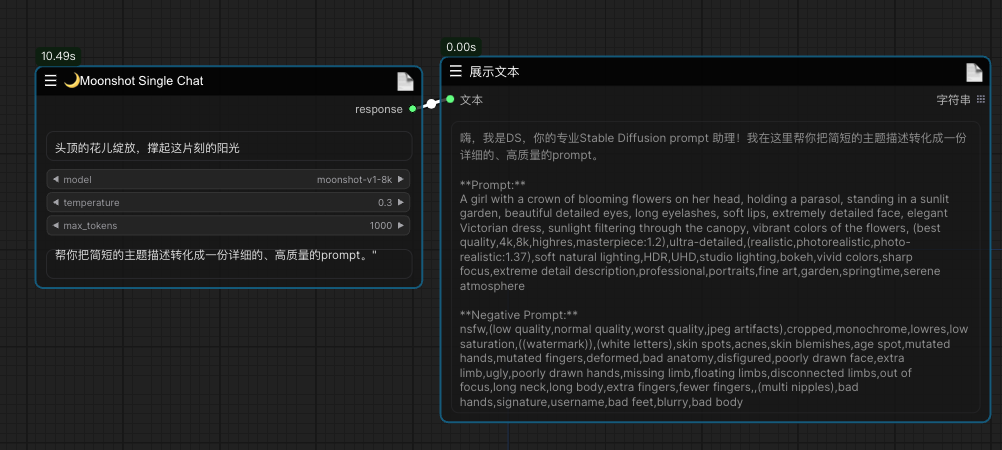 10.49s
🌙Moonshot Single Chat
response
头顶的花儿绽放，撑起这片刻的阳光
model moonshot-v1-8k
temperature 0.3
max_tokens 1000
帮你把简短的主题描述转化成一份详细的、高质量的prompt。"
0.00s
展示文本
文本 字符串
嗨，我是DS，你的专业Stable Diffusion prompt 助理！我在这里帮你把简短的主题描述转化成一份
详细的、高质量的prompt。
**Prompt:**
A girl with a crown of blooming flowers on her head, holding a parasol, standing in a sunlit
garden, beautiful detailed eyes, long eyelashes, soft lips, extremely detailed face, elegant
Victorian dress, sunlight filtering through the canopy, vibrant colors of the flowers, (best
quality,4k,8k,highres,masterpiece:1.2),ultra-detailed,(realistic,photorealistic,photo-
realistic:1.37),soft natural lighting,HDR,UHD,studio lighting,bokeh,vivid colors,sharp
focus,extreme detail description,professional,portraits,fine art,garden,springtime,serene
atmosphere
**Negative Prompt:**
nsfw,(low quality,normal quality,worst quality,jpeg artifacts),cropped,monochrome,lowres,low
saturation,((watermark)),(white letters),skin spots,acnes,skin blemishes,age spot,mutated
hands,mutated fingers,deformed,bad anatomy,disfigured,poorly drawn face,extra
limb,ugly,poorly drawn hands,missing limb,floating limbs,disconnected limbs,out of
focus,long neck,long body,extra fingers,fewer fingers,,(multi nipples),bad
hands,signature,username,bad feet,blurry,bad body